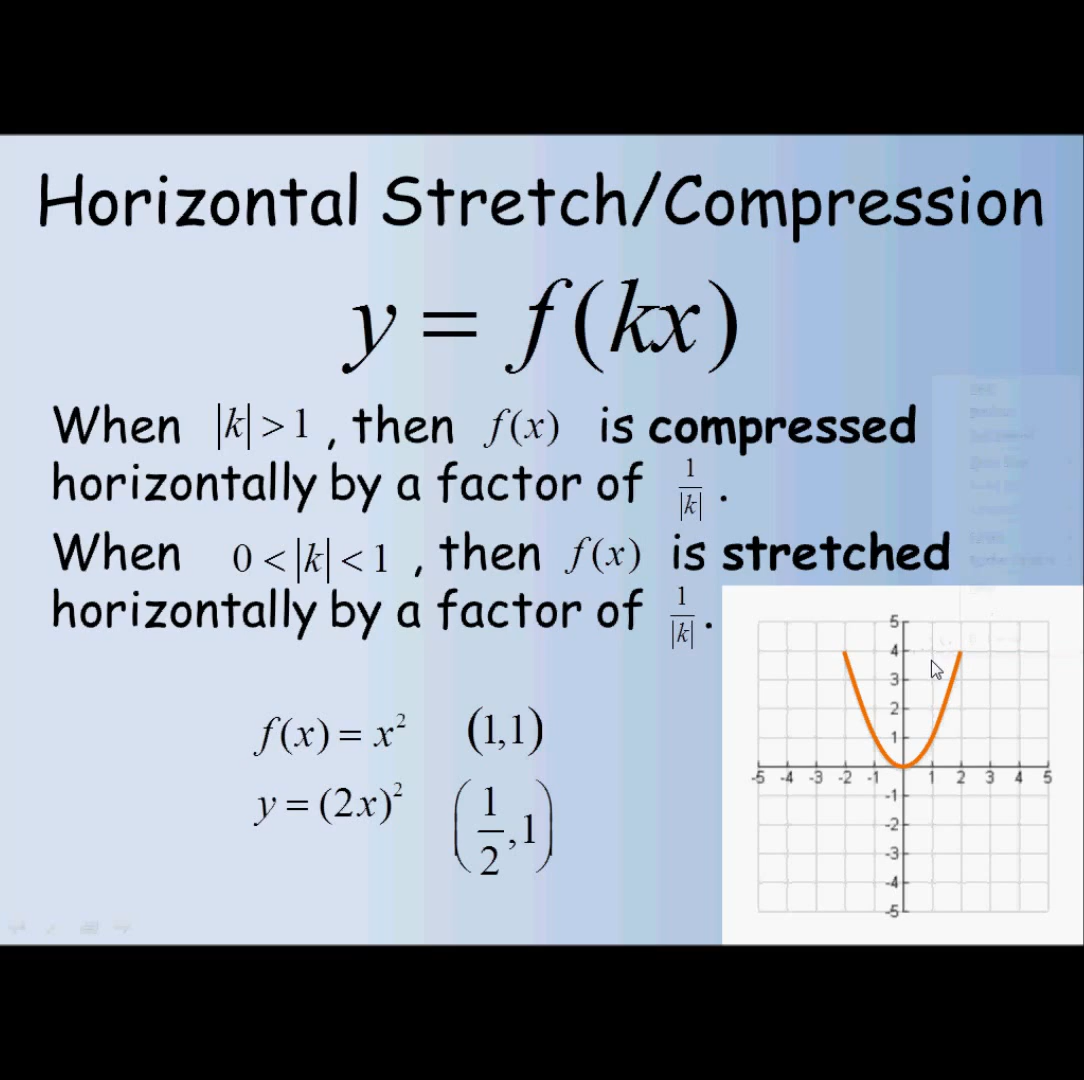 Horizontal Stretch/Compression
y = f(kx)
When |k| > 1 , then f(x) is compressed
horizontally by a factor of 1/|k| .
When 0 < |k| < 1 , then f(x) is stretched
horizontally by a factor of 1/|k| .
f(x) = x² (1,1)
y = (2x)² (1/2,1)
5
4
3
2
1
-5 -4 -3 -2 -1 1 2 3 4 5
-1
-2
-3
-4
-5